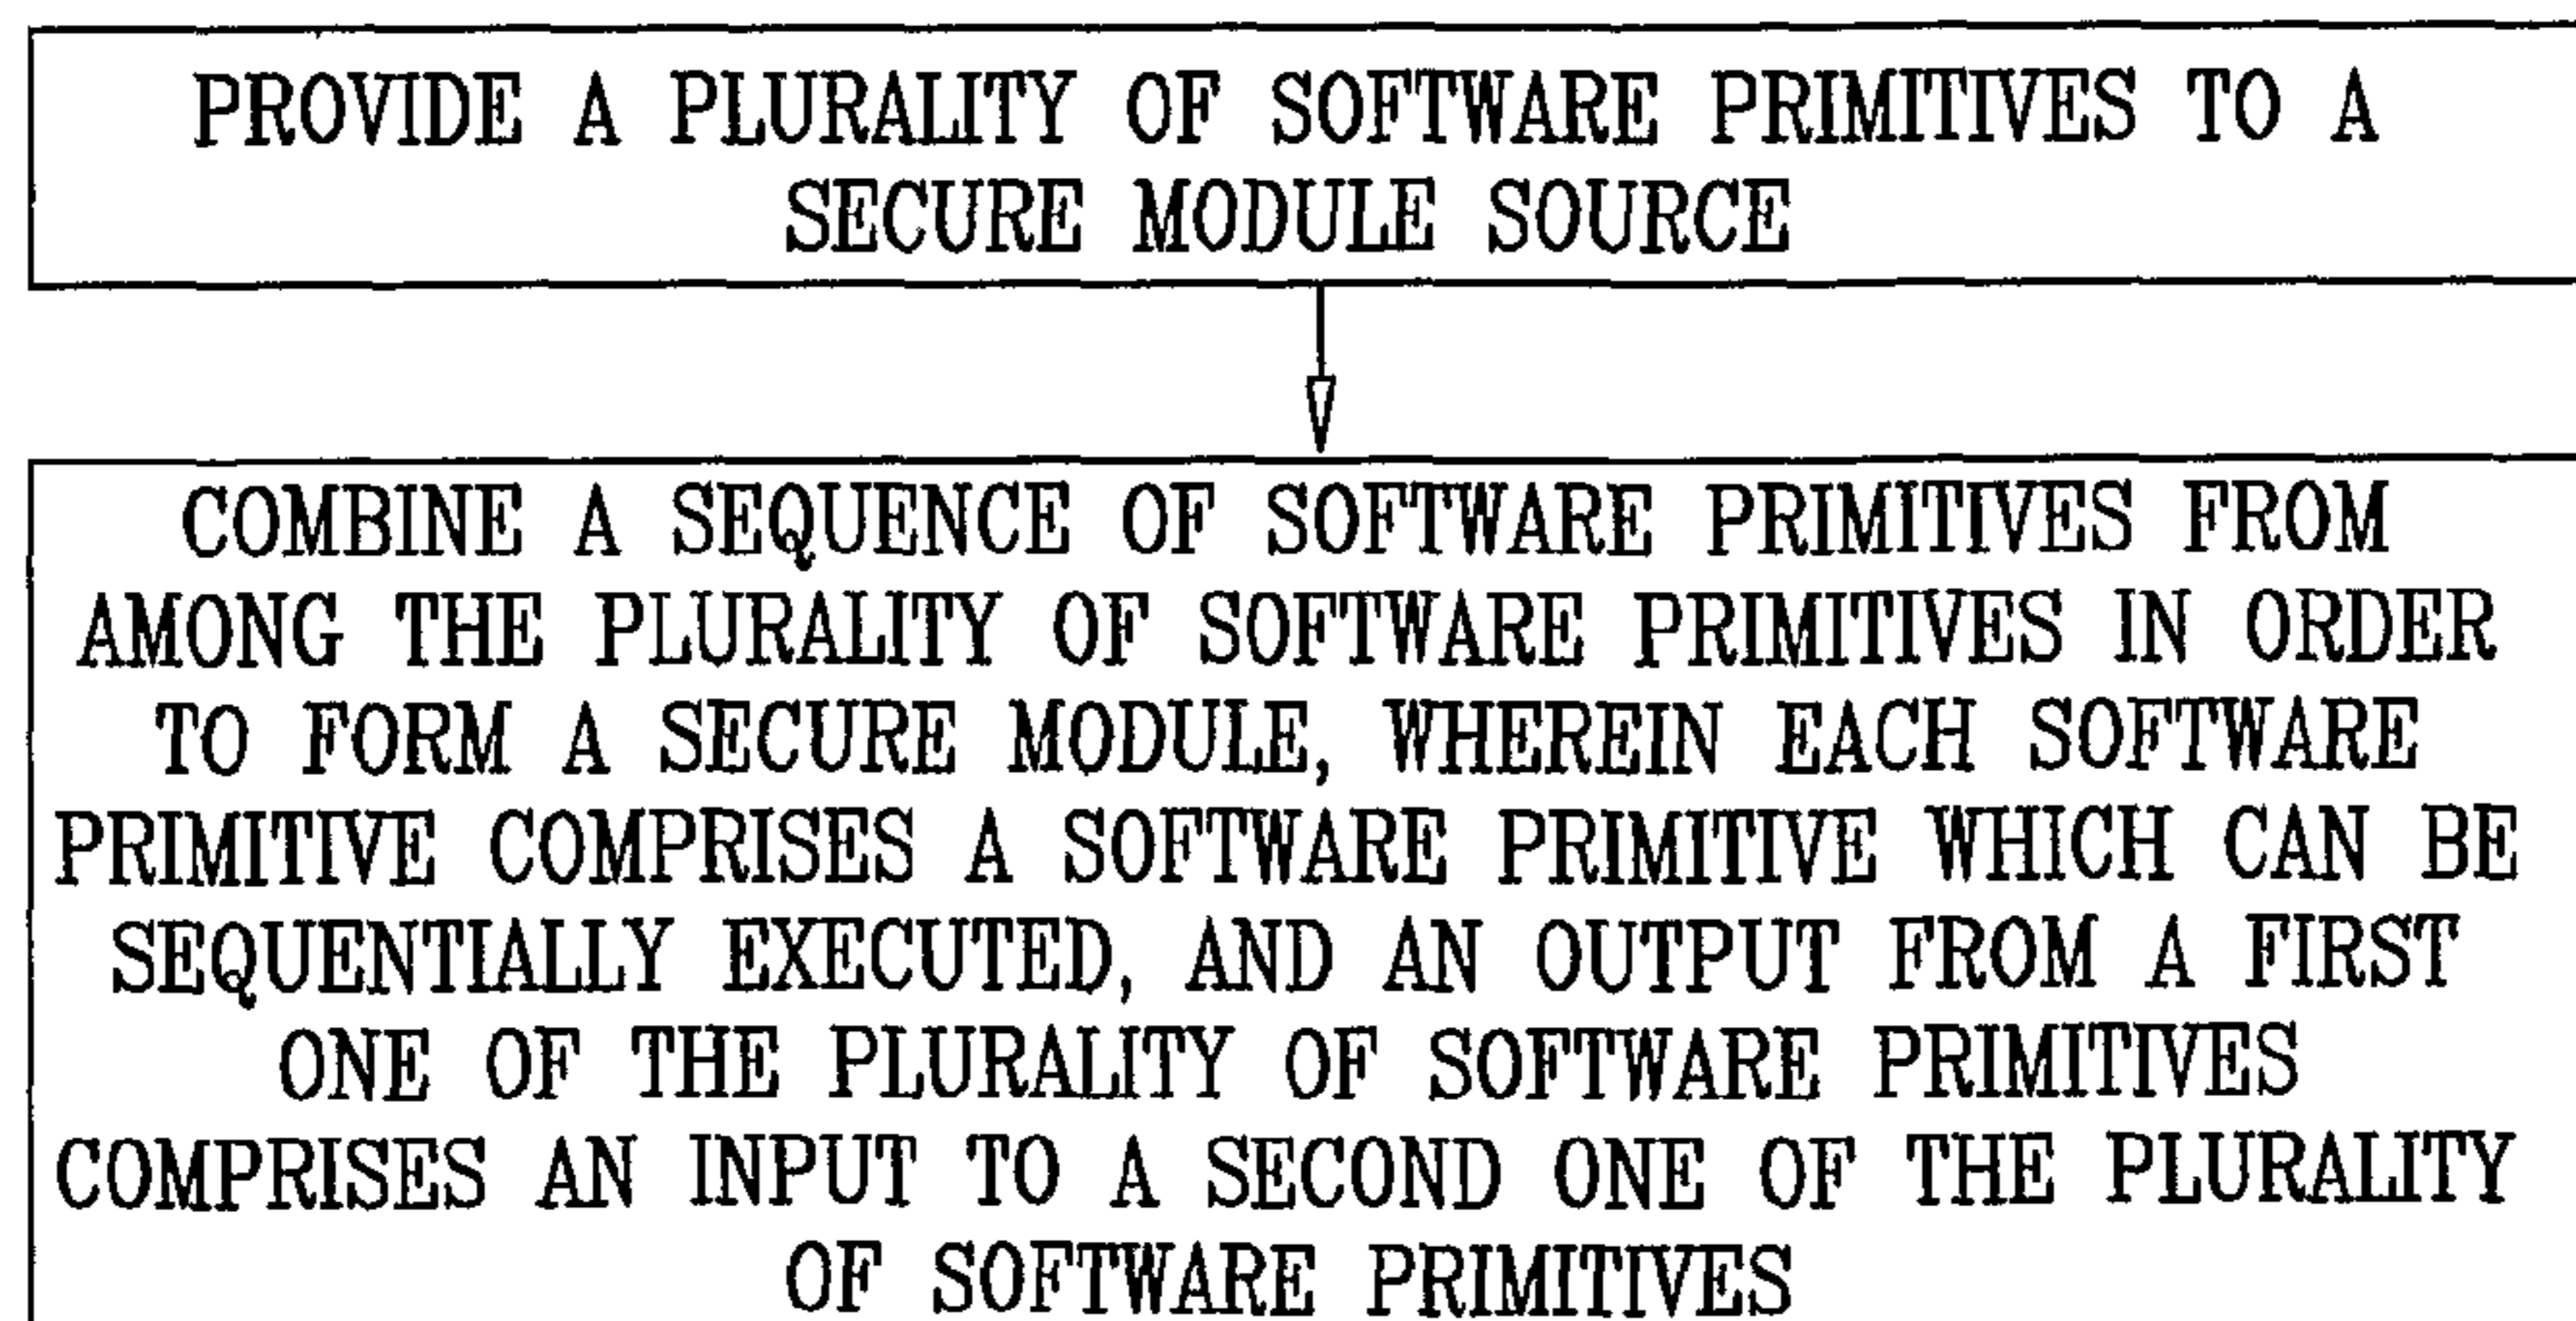 PROVIDE A PLURALITY OF SOFTWARE PRIMITIVES TO A
SECURE MODULE SOURCE
COMBINE A SEQUENCE OF SOFTWARE PRIMITIVES FROM
AMONG THE PLURALITY OF SOFTWARE PRIMITIVES IN ORDER
TO FORM A SECURE MODULE, WHEREIN EACH SOFTWARE
PRIMITIVE COMPRISES A SOFTWARE PRIMITIVE WHICH CAN BE
SEQUENTIALLY EXECUTED, AND AN OUTPUT FROM A FIRST
ONE OF THE PLURALITY OF SOFTWARE PRIMITIVES
COMPRISES AN INPUT TO A SECOND ONE OF THE PLURALITY
OF SOFTWARE PRIMITIVES